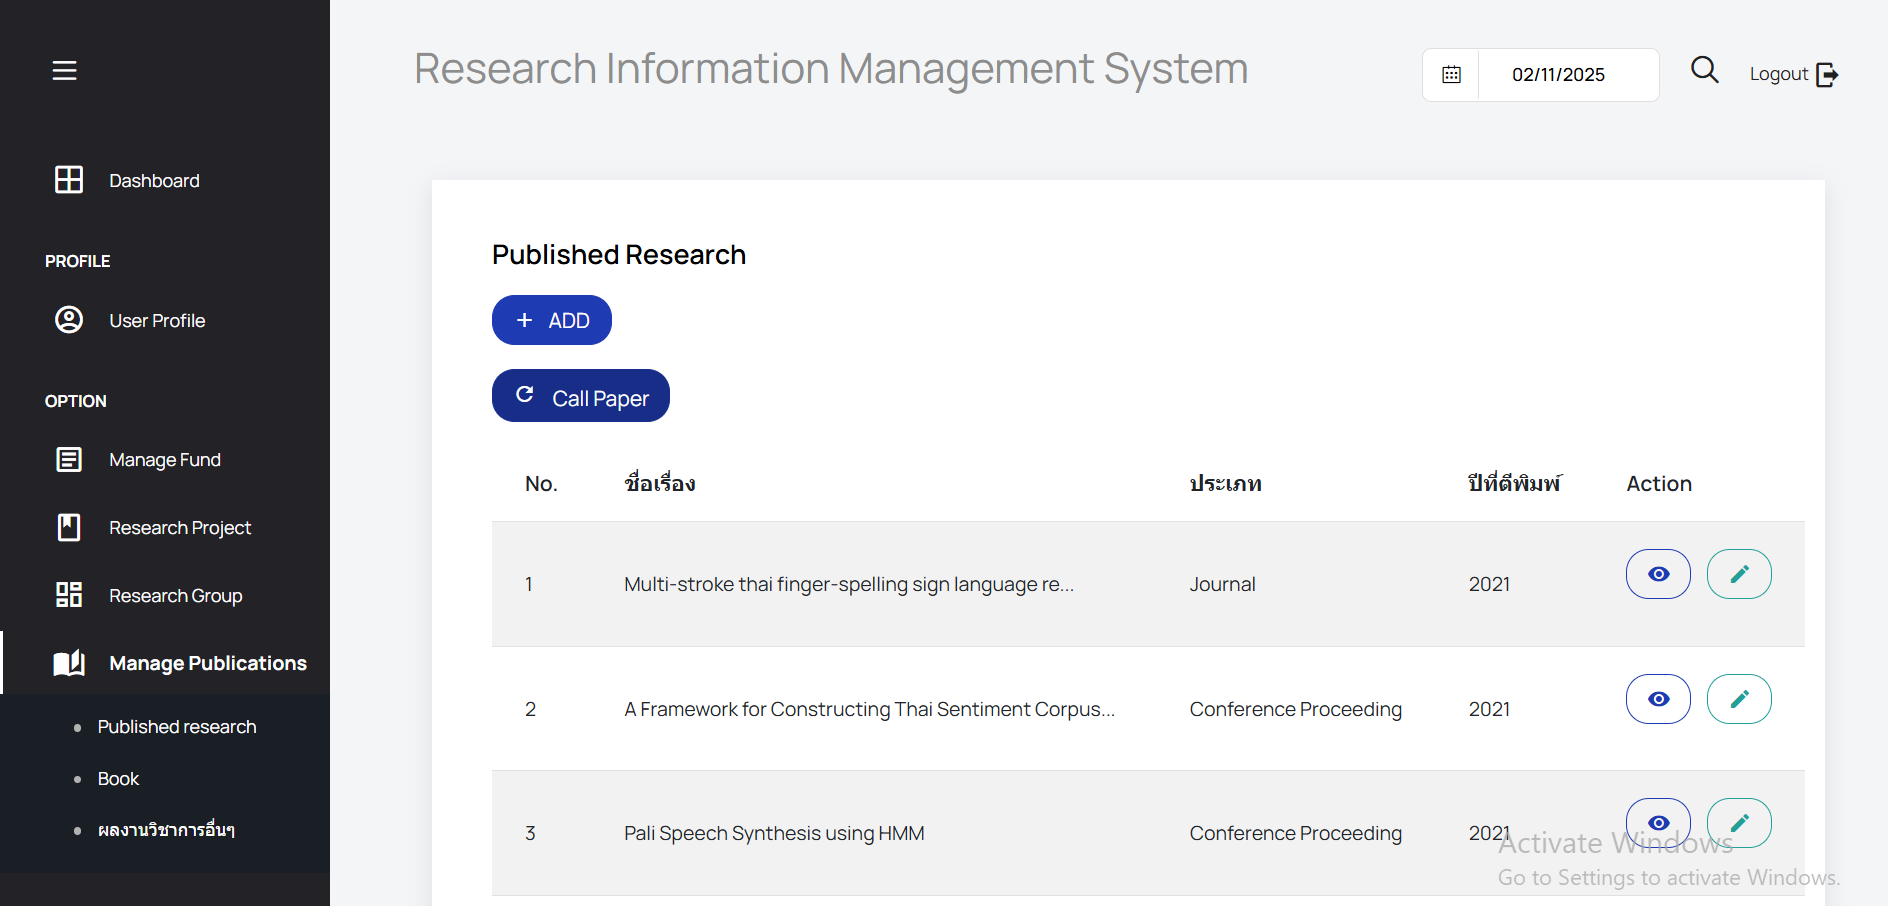 Research Information Management System
02/11/2025
Logout
Dashboard
PROFILE
User Profile
OPTION
Manage Fund
Research Project
Research Group
Manage Publications
Published research
Book
ผลงานวิชาการอื่นๆ
Published Research
+ ADD
Call Paper
No. ชื่อเรื่อง ประเภท ปีที่ตีพิมพ์ Action
1 Multi-stroke thai finger-spelling sign language re... Journal 2021
2 A Framework for Constructing Thai Sentiment Corpus... Conference Proceeding 2021
3 Pali Speech Synthesis using HMM Conference Proceeding 2021
Activate Windows
Go to Settings to activate Windows.